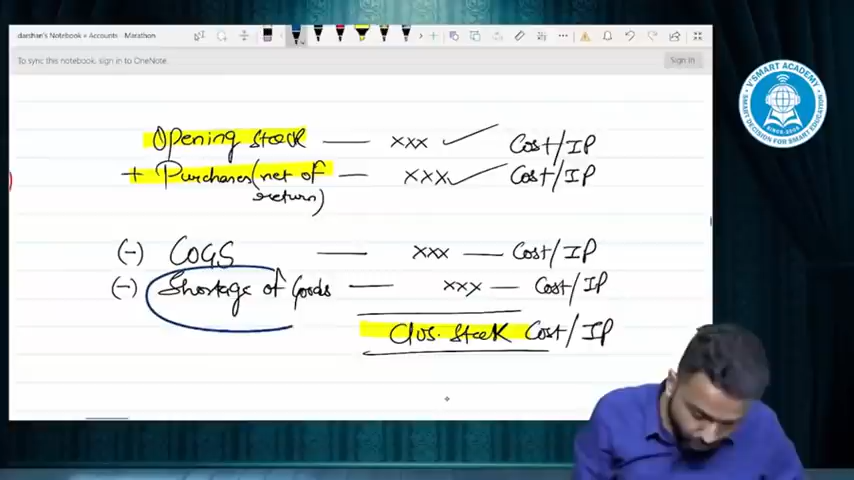 darshan's Notebook » Accounts - Marathon
To sync this notebook, sign in to OneNote.
Sign In
V'SMART ACADEMY
SMART DECISION FOR SMART EDUCATION
SINCE-2005
Opening stock — xxx ✓ Cost/IP
+ Purchases (net of — xxx ✓ Cost/IP
return)
(-) COGS — xxx — Cost/IP
(-) Shortage of Goods — xxx — Cost/IP
Clos. Stock Cost/IP